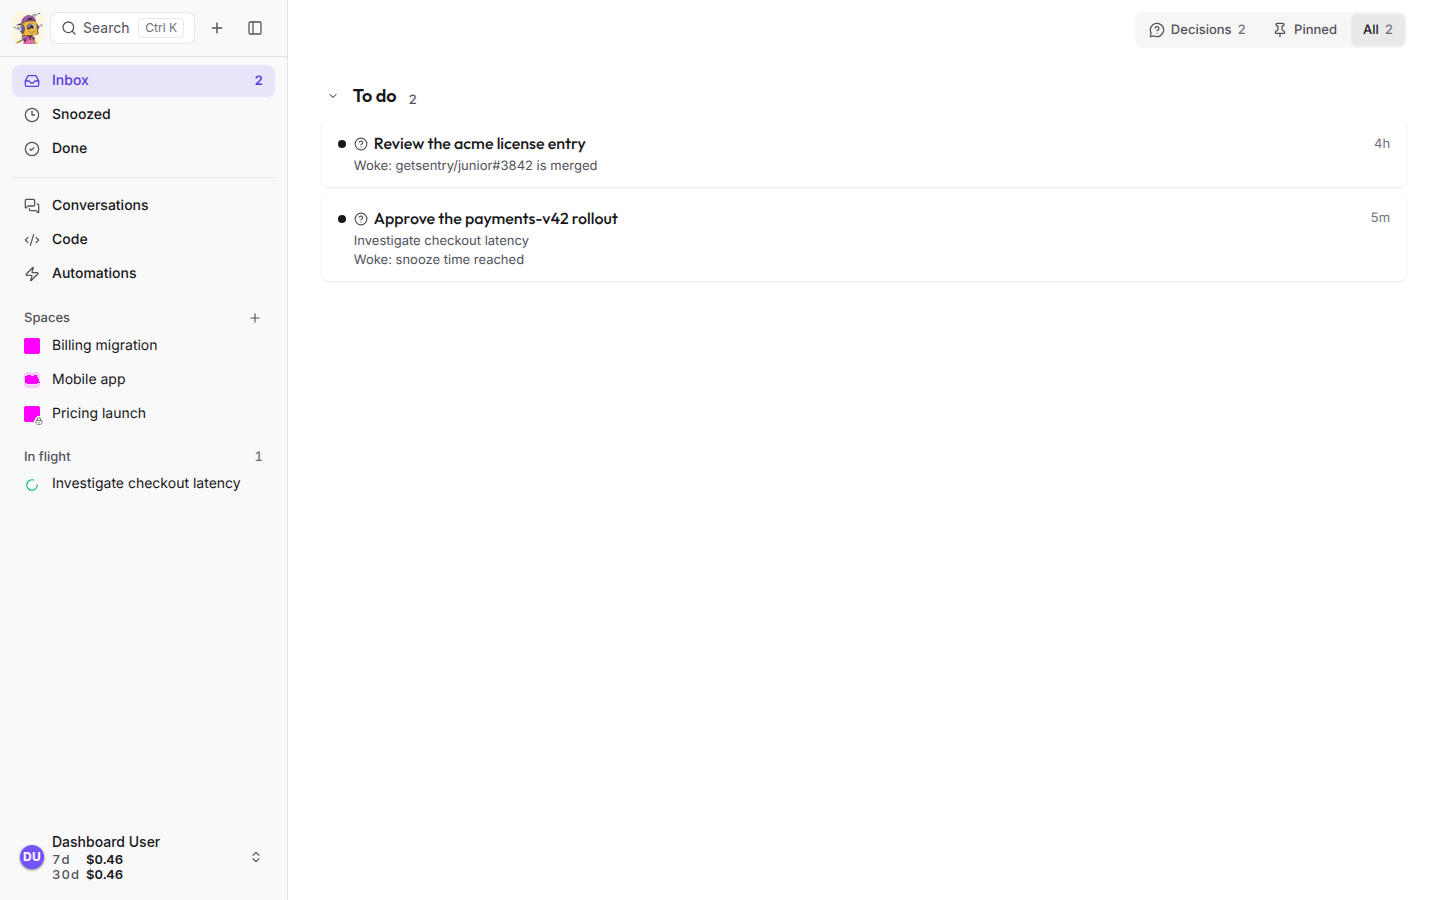 Search Ctrl K
Decisions 2
Pinned
All 2
Inbox 2
Snoozed
Done
Conversations
Code
Automations
Spaces
Billing migration
Mobile app
Pricing launch
In flight 1
Investigate checkout latency
Dashboard User
DU
7d $0.46
30d $0.46
To do 2
Review the acme license entry 4h
Woke: getsentry/junior#3842 is merged
Approve the payments-v42 rollout 5m
Investigate checkout latency
Woke: snooze time reached